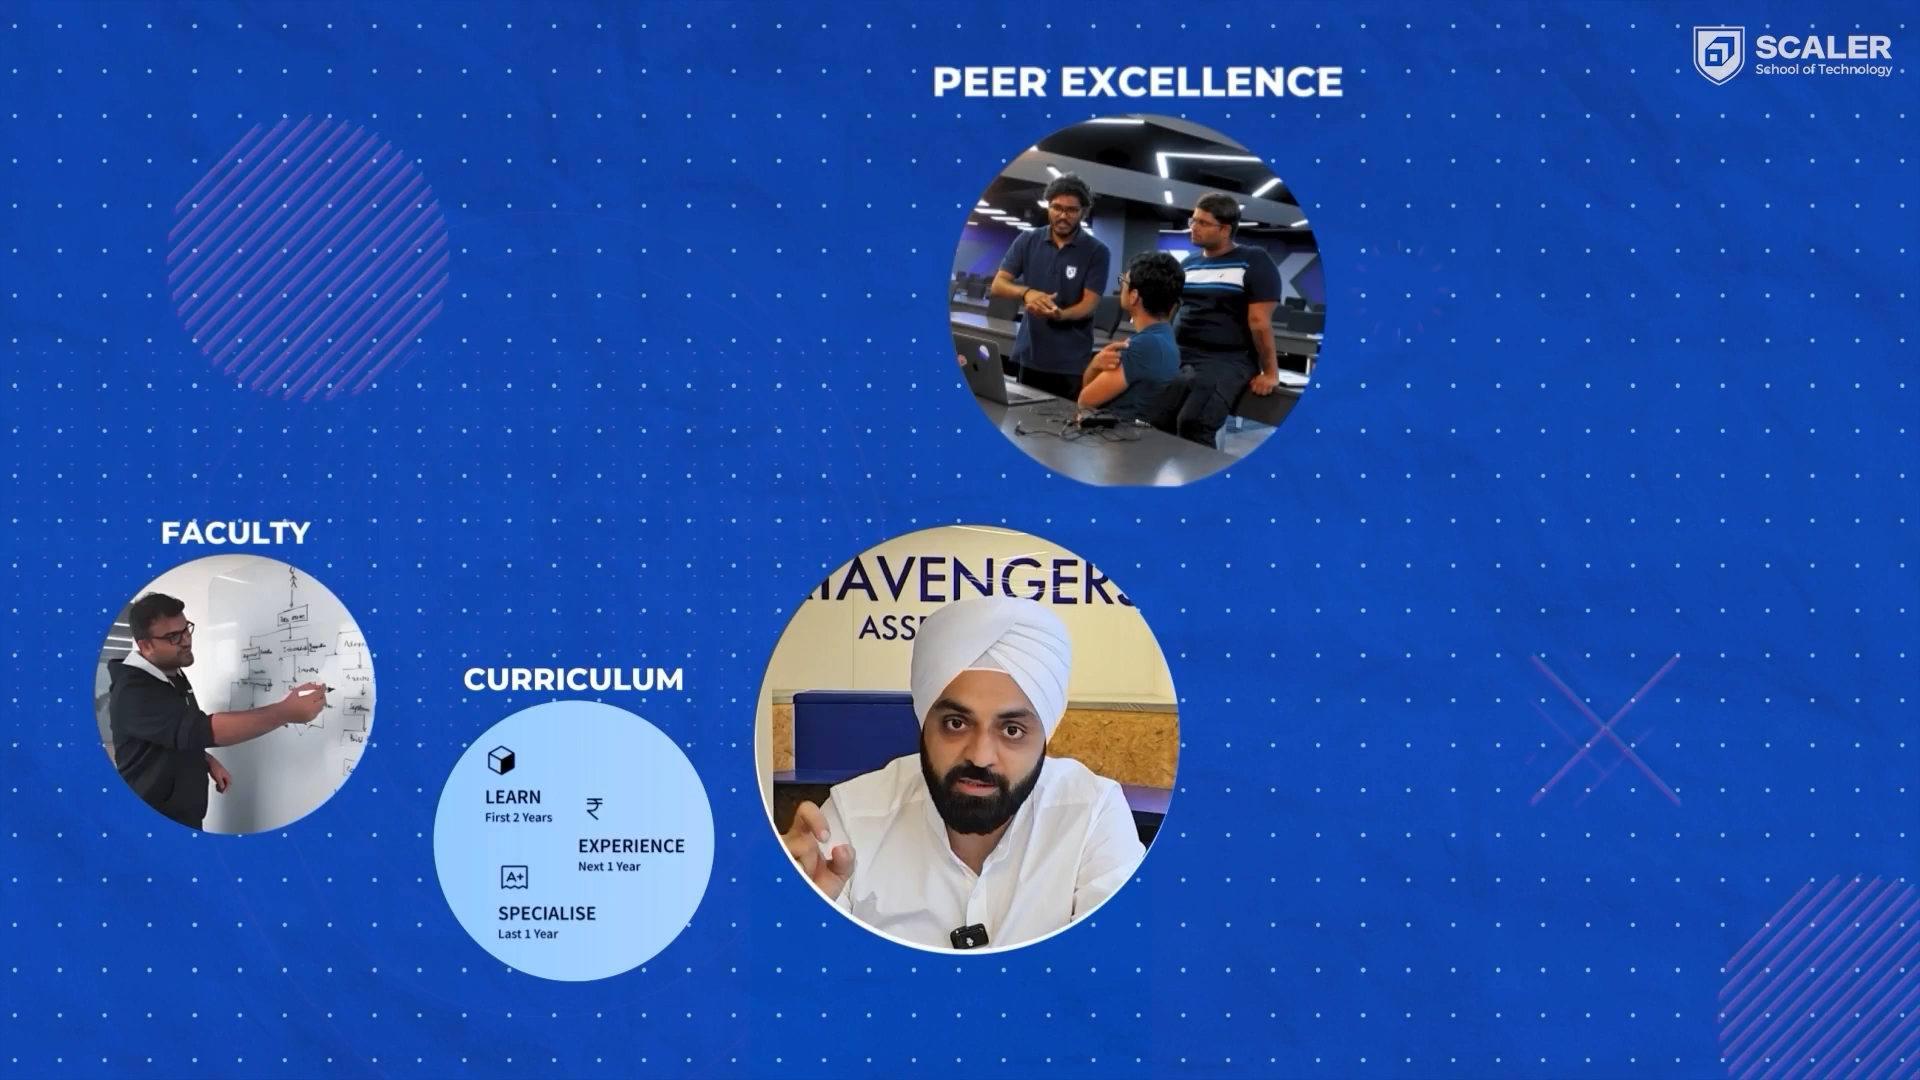 SCALER
School of Technology
PEER EXCELLENCE
FACULTY
CURRICULUM
LEARN
First 2 Years
EXPERIENCE
Next 1 Year
A+
SPECIALISE
Last 1 Year
AVENGERS